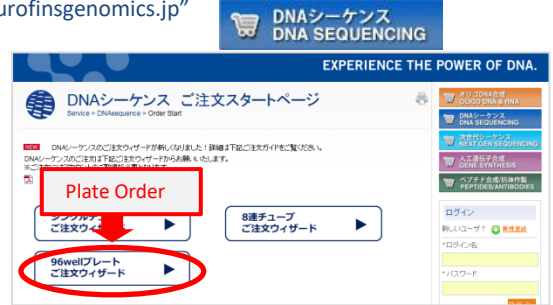 urofinsgenomics.jp”
DNAシーケンス
DNA SEQUENCING
EXPERIENCE THE POWER OF DNA.
DNAシーケンス ご注文スタートページ
Service > DNAsequence > Order Start
NEW DNAシーケンスのご注文ウィザードが新しくなりました！詳細は下記ご注文ガイドをご覧ください。
DNAシーケンスのご注文は下記ご注文ウィザードからお願いいたします。
Plate Order
ご注文ウィ
8連チューブ
ご注文ウィザード
96wellプレート
ご注文ウィザード
オリゴDNA合成
OLIGO DNA & RNA
DNAシーケンス
DNA SEQUENCING
次世代シーケンス
NEXT GEN SEQUENCING
人工遺伝子合成
GENE SYNTHESIS
ペプチド合成/抗体作製
PEPTIDES/ANTIBODIES
ログイン
新しいユーザ？ 新規登録
*ログイン名:
*パスワード: